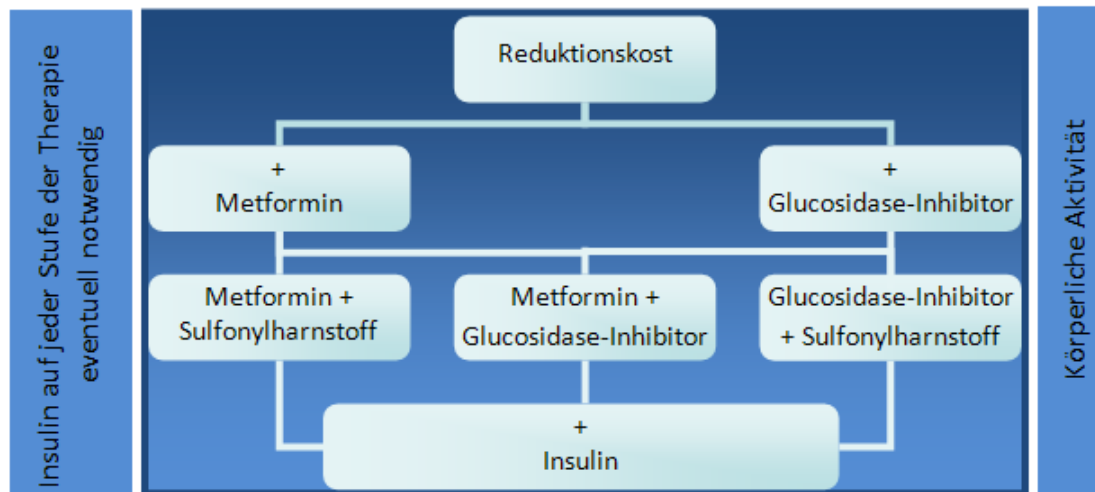 Insulin auf jeder Stufe der Therapie
eventuell notwendig
Reduktionskost
+
Metformin
+
Glucosidase-Inhibitor
Metformin +
Sulfonylharnstoff
Metformin +
Glucosidase-Inhibitor
Glucosidase-Inhibitor
+ Sulfonylharnstoff
+
Insulin
Körperliche Aktivität